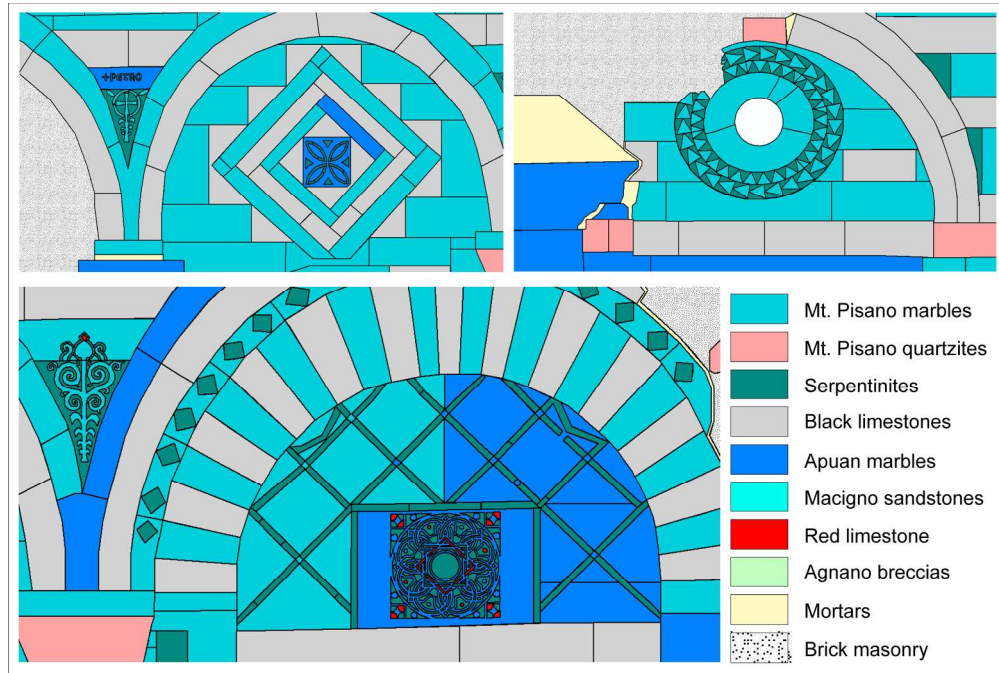 +PETRO
Mt. Pisano marbles
Mt. Pisano quartzites
Serpentinites
Black limestones
Apuan marbles
Macigno sandstones
Red limestone
Agnano breccias
Mortars
Brick masonry